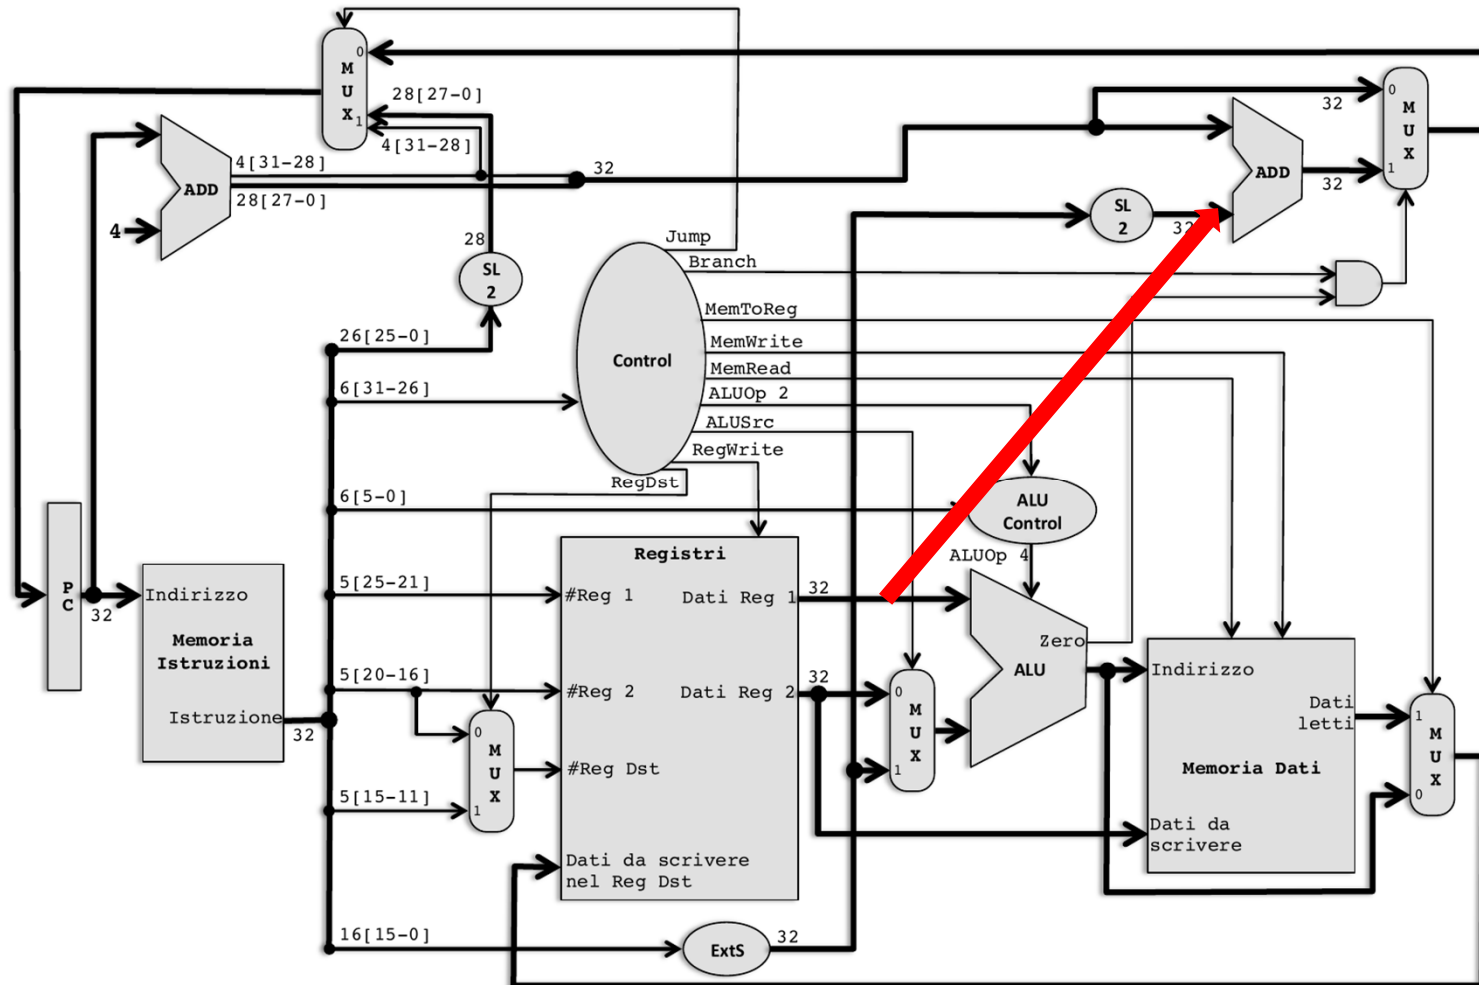 0
M
U
X
1
28[27-0]
4[31-28]
4[31-28]
28[27-0]
ADD
4
32
28
SL
2
0
M
U
X
1
32
32
ADD
SL
2
32
Jump
Branch
MemToReg
MemWrite
MemRead
ALUOp 2
ALUSrc
RegWrite
RegDst
Control
26[25-0]
6[31-26]
6[5-0]
5[25-21]
5[20-16]
5[15-11]
16[15-0]
ALU
Control
ALUOp 4
P
C
32
Indirizzo
Memoria
Istruzioni
Istruzione
32
0
M
U
X
1
Registri
#Reg 1
Dati Reg 1
32
#Reg 2
Dati Reg 2
32
#Reg Dst
Dati da scrivere
nel Reg Dst
ExtS
32
0
M
U
X
1
Zero
ALU
Indirizzo
Dati
letti
Memoria Dati
Dati da
scrivere
1
M
U
X
0